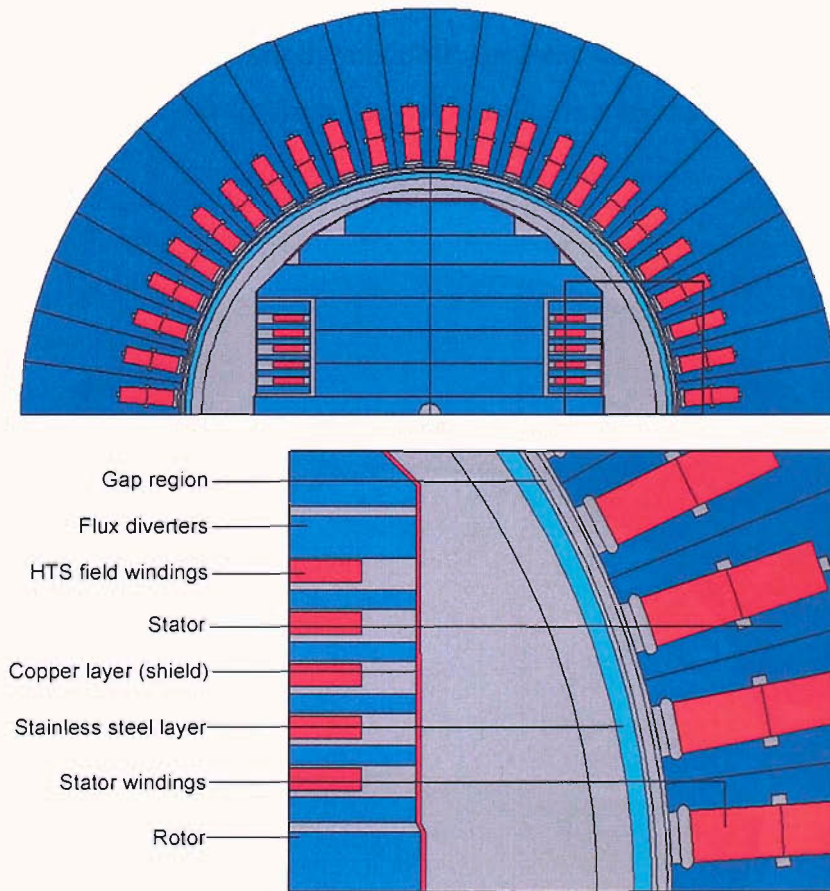 Gap region
Flux diverters
HTS field windings
Stator
Copper layer (shield)
Stainless steel layer
Stator windings
Rotor